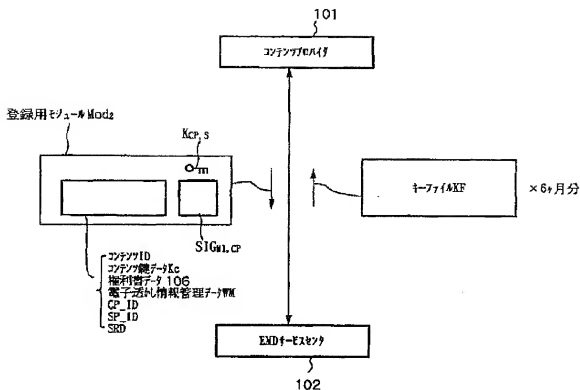 101
コンテンツプロバイダ
登録用モジュールMod2
KCP,S
キーファイルKF
×6ヶ月分
SIGM1,CP
コンテンツID
コンテンツ鍵データKc
権利書データ 106
電子透かし情報管理データWM
CP_ID
SP_ID
SRD
EMDサービスセンタ
102